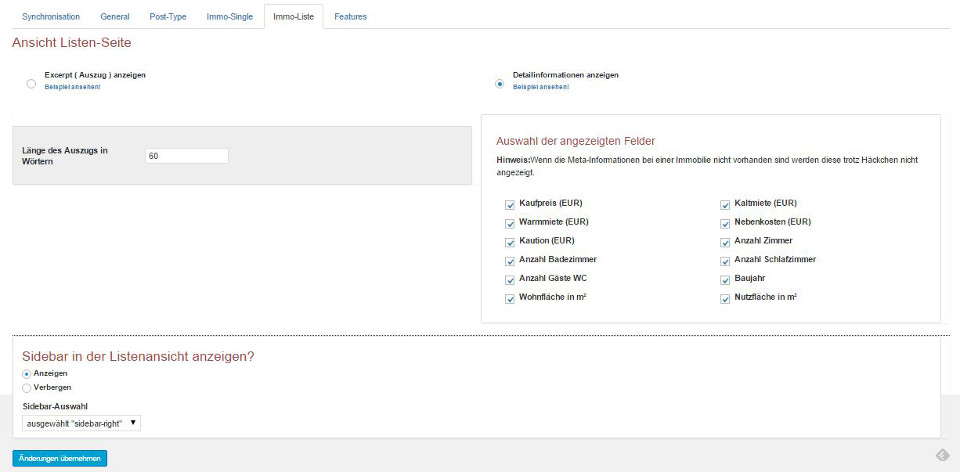 Synchronisation General Post-Type Immo-Single Immo-Liste Features
Ansicht Listen-Seite
Excerpt ( Auszug ) anzeigen
Beispiel ansehen!
Detailinformationen anzeigen
Beispiel ansehen!
Länge des Auszugs in
Wörtern
60
Auswahl der angezeigten Felder
Hinweis:Wenn die Meta-Informationen bei einer Immobilie nicht vorhanden sind werden diese trotz Häckchen nicht
angezeigt.
Kaufpreis (EUR) Kaltmiete (EUR)
Warmmiete (EUR) Nebenkosten (EUR)
Kaution (EUR) Anzahl Zimmer
Anzahl Badezimmer Anzahl Schlafzimmer
Anzahl Gäste WC Baujahr
Wohnfläche in m² Nutzfläche in m²
Sidebar in der Listenansicht anzeigen?
Anzeigen
Verbergen
Sidebar-Auswahl
ausgewählt "sidebar-right"
Änderungen übernehmen